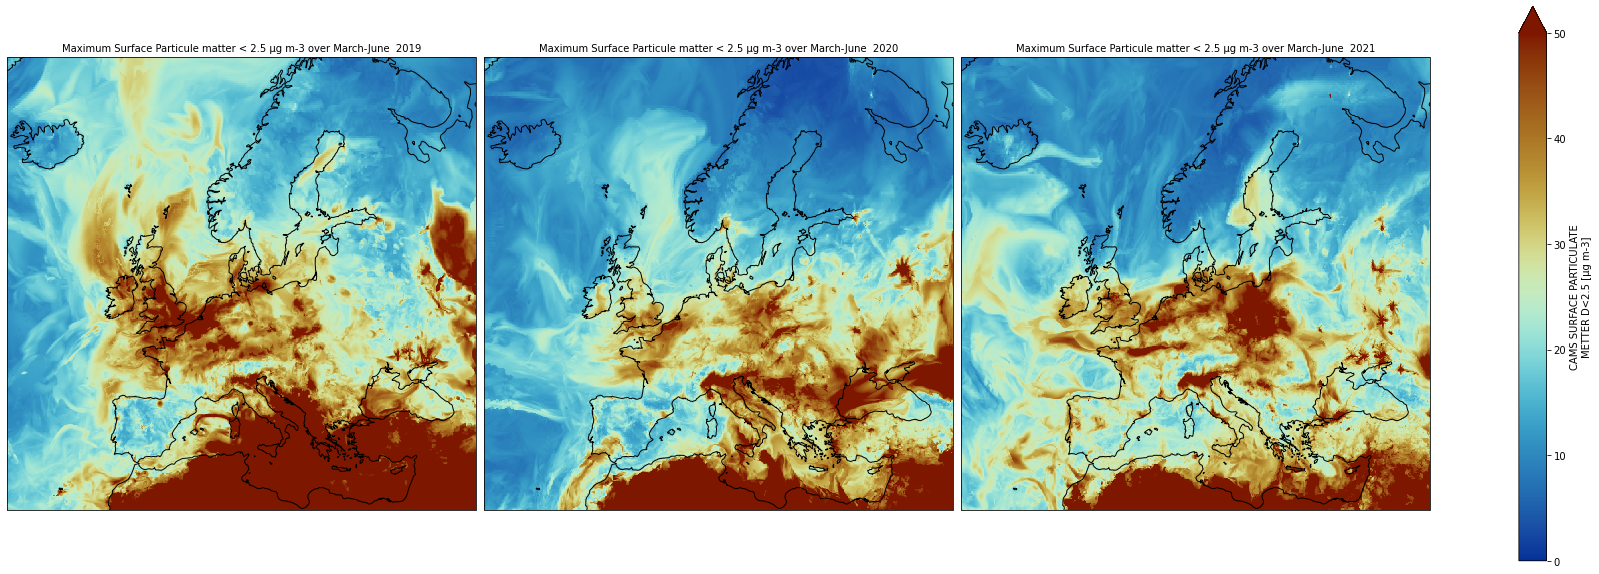 Maximum Surface Particule matter < 2.5 µg m-3 over March-June  2019
Maximum Surface Particule matter < 2.5 µg m-3 over March-June  2020
Maximum Surface Particule matter < 2.5 µg m-3 over March-June  2021
50
40
30
20
10
0
CAMS SURFACE PARTICULATE
METTER D<2.5 [µg m-3]